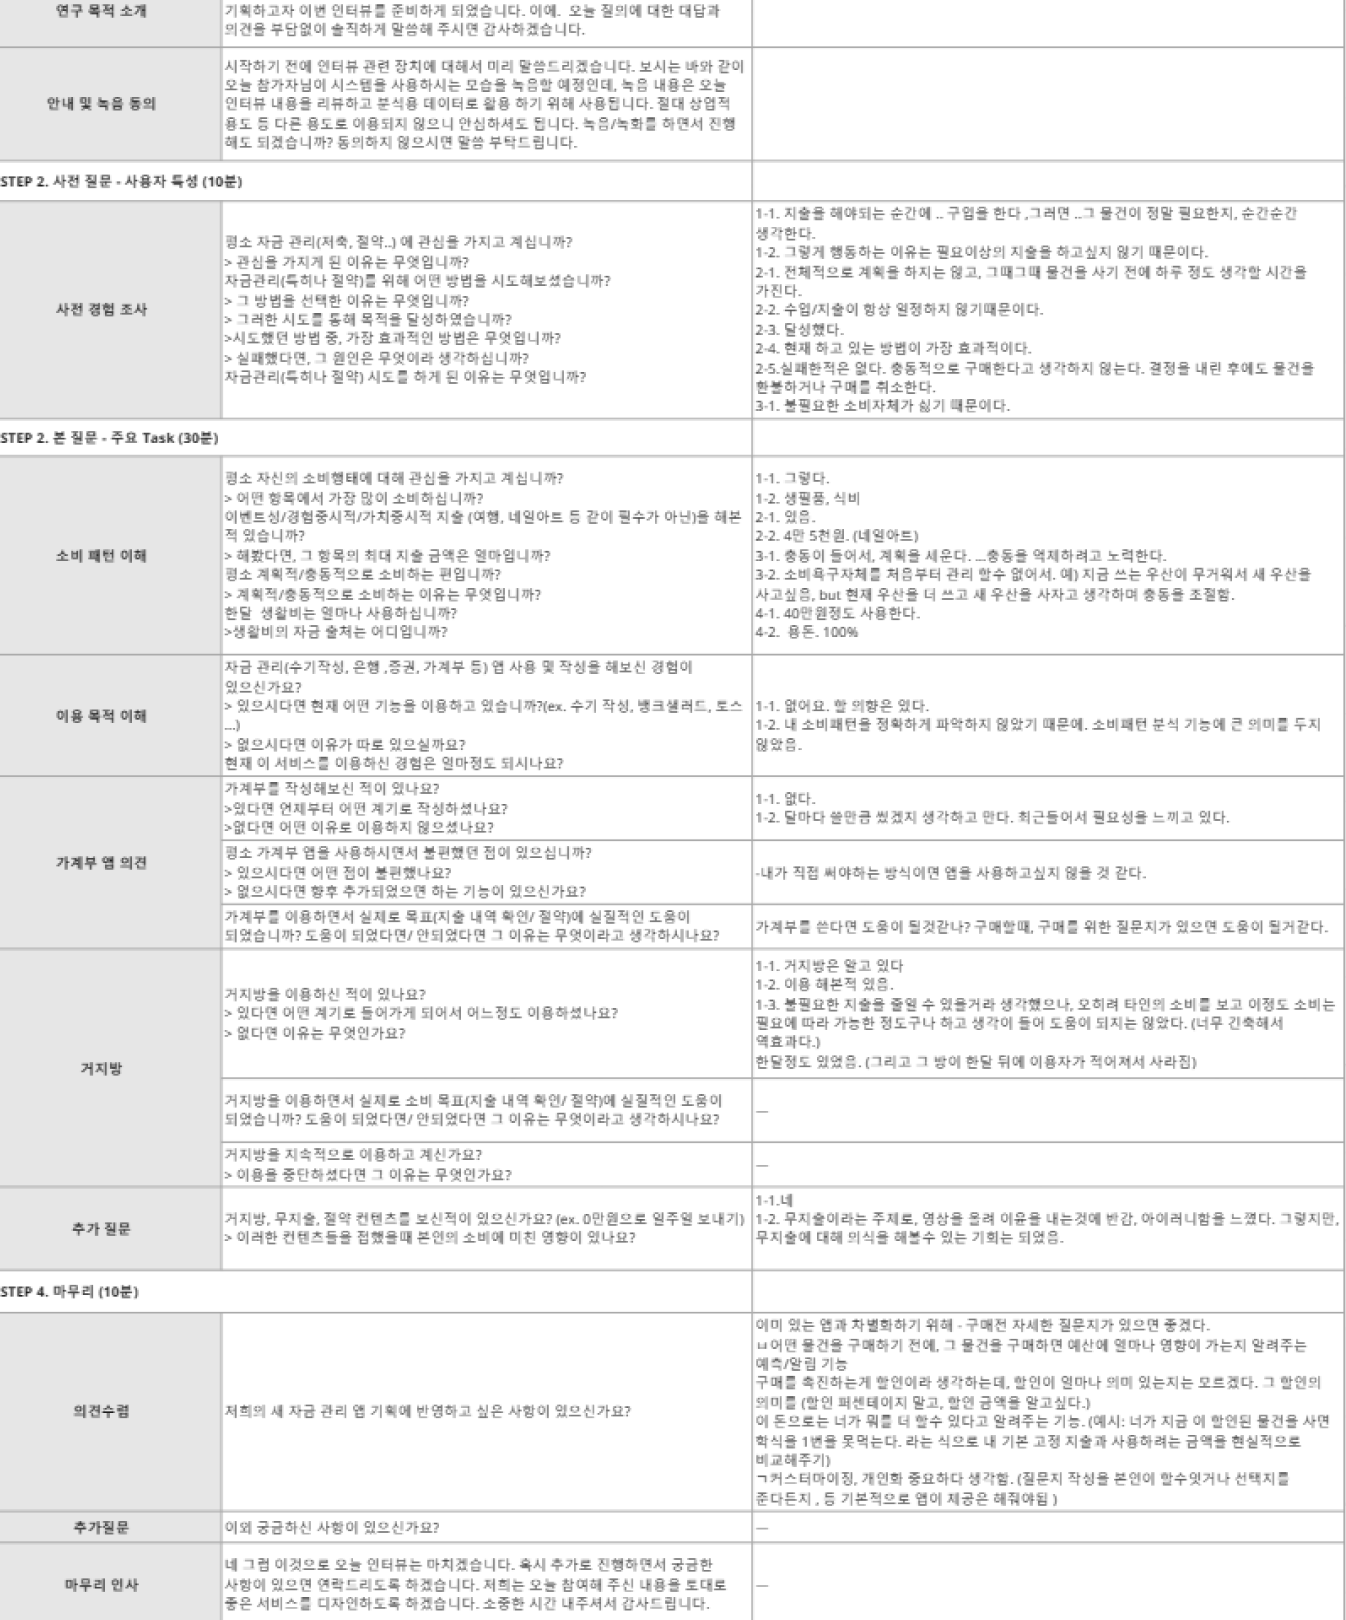 연구 목적 소개
기획하고자 이번 인터뷰를 준비하게 되었습니다. 이에. 오늘 질의에 대한 대답과
의견을 부담없이 솔직하게 말씀해 주시면 감사하겠습니다.
안내 및 녹음 동의
시작하기 전에 인터뷰 관련 장치에 대해서 미리 말씀드리겠습니다. 보시는 바와 같이
오늘 참가자님이 시스템을 사용하시는 모습을 녹음할 예정인데, 녹음 내용은 오늘
인터뷰 내용을 리뷰하고 분석용 데이터로 활용 하기 위해 사용됩니다. 절대 상업적
용도 등 다른 용도로 이용되지 않으니 안심하셔도 됩니다. 녹음/녹화를 하면서 진행
해도 되겠습니까? 동의하지 않으시면 말씀 부탁드립니다.
STEP 2. 사전 질문 - 사용자 특성 (10분)
사전 경험 조사
평소 자금 관리(저축, 절약..) 에 관심을 가지고 계십니까?
> 관심을 가지게 된 이유는 무엇입니까?
자금관리(특히나 절약)를 위해 어떤 방법을 시도해보셨습니까?
> 그 방법을 선택한 이유는 무엇입니까?
> 그러한 시도를 통해 목적을 달성하였습니까?
>시도했던 방법 중, 가장 효과적인 방법은 무엇입니까?
> 실패했다면, 그 원인은 무엇이라 생각하십니까?
자금관리(특히나 절약) 시도를 하게 된 이유는 무엇입니까?
1-1. 지출을 해야되는 순간에 .. 구입을 한다 ,그러면 ..그 물건이 정말 필요한지, 순간순간
생각한다.
1-2. 그렇게 행동하는 이유는 필요이상의 지출을 하고싶지 않기 때문이다.
2-1. 전체적으로 계획을 하지는 않고, 그때그때 물건을 사기 전에 하루 정도 생각할 시간을
가진다.
2-2. 수입/지출이 항상 일정하지 않기때문이다.
2-3. 달성했다.
2-4. 현재 하고 있는 방법이 가장 효과적이다.
2-5.실패한적은 없다. 충동적으로 구매한다고 생각하지 않는다. 결정을 내린 후에도 물건을
환불하거나 구매를 취소한다.
3-1. 불필요한 소비자체가 싫기 때문이다.
STEP 2. 본 질문 - 주요 Task (30분)
소비 패턴 이해
평소 자신의 소비행태에 대해 관심을 가지고 계십니까?
> 어떤 항목에서 가장 많이 소비하십니까?
이벤트성/경험중시적/가치중시적 지출 (여행, 네일아트 등 같이 필수가 아닌)을 해본
적 있습니까?
> 해봤다면, 그 항목의 최대 지출 금액은 얼마입니까?
평소 계획적/충동적으로 소비하는 편입니까?
> 계획적/충동적으로 소비하는 이유는 무엇입니까?
한달 생활비는 얼마나 사용하십니까?
>생활비의 자금 출처는 어디입니까?
1-1. 그렇다.
1-2. 생필품, 식비
2-1. 있음.
2-2. 4만 5천원. (네일아트)
3-1. 충동이 들어서, 계획을 세운다. ...충동을 억제하려고 노력한다.
3-2. 소비욕구자체를 처음부터 관리 할수 없어서. 예) 지금 쓰는 우산이 무거워서 새 우산을
사고싶음, but 현재 우산을 더 쓰고 새 우산을 사자고 생각하며 충동을 조절함.
4-1. 40만원정도 사용한다.
4-2. 용돈. 100%
이용 목적 이해
자금 관리(수기작성, 은행 ,증권, 가계부 등) 앱 사용 및 작성을 해보신 경험이
있으신가요?
> 있으시다면 현재 어떤 기능을 이용하고 있습니까?(ex. 수기 작성, 뱅크샐러드, 토스
...)
> 없으시다면 이유가 따로 있으실까요?
현재 이 서비스를 이용하신 경험은 얼마정도 되시나요?
1-1. 없어요. 할 의향은 있다.
1-2. 내 소비패턴을 정확하게 파악하지 않았기 때문에. 소비패턴 분석 기능에 큰 의미를 두지
않았음.
가계부 앱 의견
가계부를 작성해보신 적이 있나요?
>있다면 언제부터 어떤 계기로 작성하셨나요?
>없다면 어떤 이유로 이용하지 않으셨나요?
1-1. 없다.
1-2. 달마다 쓸만큼 썼겠지 생각하고 만다. 최근들어서 필요성을 느끼고 있다.
평소 가계부 앱을 사용하시면서 불편했던 점이 있으십니까?
> 있으시다면 어떤 점이 불편했나요?
> 없으시다면 향후 추가되었으면 하는 기능이 있으신가요?
-내가 직접 써야하는 방식이면 앱을 사용하고싶지 않을 것 같다.
가계부를 이용하면서 실제로 목표(지출 내역 확인/ 절약)에 실질적인 도움이
되었습니까? 도움이 되었다면/ 안되었다면 그 이유는 무엇이라고 생각하시나요?
가계부를 쓴다면 도움이 될것같나? 구매할때, 구매를 위한 질문지가 있으면 도움이 될거같다.
거지방
거지방을 이용하신 적이 있나요?
> 있다면 어떤 계기로 들어가게 되어서 어느정도 이용하셨나요?
> 없다면 이유는 무엇인가요?
1-1. 거지방은 알고 있다
1-2. 이용 해본적 있음.
1-3. 불필요한 지출을 줄일 수 있을거라 생각했으나, 오히려 타인의 소비를 보고 이정도 소비는
필요에 따라 가능한 정도구나 하고 생각이 들어 도움이 되지는 않았다. (너무 긴축해서
역효과다.)
한달정도 있었음. (그리고 그 방이 한달 뒤에 이용자가 적어져서 사라짐)
거지방을 이용하면서 실제로 소비 목표(지출 내역 확인/ 절약)에 실질적인 도움이
되었습니까? 도움이 되었다면/ 안되었다면 그 이유는 무엇이라고 생각하시나요?
—
거지방을 지속적으로 이용하고 계신가요?
> 이용을 중단하셨다면 그 이유는 무엇인가요?
—
추가 질문
거지방, 무지출, 절약 컨텐츠를 보신적이 있으신가요? (ex. 0만원으로 일주일 보내기)
> 이러한 컨텐츠들을 접했을때 본인의 소비에 미친 영향이 있나요?
1-1.네
1-2. 무지출이라는 주제로, 영상을 올려 이윤을 내는것에 반감, 아이러니함을 느꼈다. 그렇지만,
무지출에 대해 의식을 해볼수 있는 기회는 되었음.
STEP 4. 마무리 (10분)
의견수렴
저희의 새 자금 관리 앱 기획에 반영하고 싶은 사항이 있으신가요?
이미 있는 앱과 차별화하기 위해 - 구매전 자세한 질문지가 있으면 좋겠다.
ㅂ어떤 물건을 구매하기 전에, 그 물건을 구매하면 예산에 얼마나 영향이 가는지 알려주는
예측/알림 기능
구매를 촉진하는게 할인이라 생각하는데, 할인이 얼마나 의미 있는지는 모르겠다. 그 할인의
의미를 (할인 퍼센테이지 말고, 할인 금액을 알고싶다.)
이 돈으로는 너가 뭐를 더 할수 있다고 알려주는 기능. (예시: 너가 지금 이 할인된 물건을 사면
학식을 1번을 못먹는다. 라는 식으로 내 기본 고정 지출과 사용하려는 금액을 현실적으로
비교해주기)
ㄱ커스터마이징, 개인화 중요하다 생각함. (질문지 작성을 본인이 할수잇거나 선택지를
준다든지 , 등 기본적으로 앱이 제공은 해줘야됨 )
추가질문
이외 궁금하신 사항이 있으신가요?
—
마무리 인사
네 그럼 이것으로 오늘 인터뷰는 마치겠습니다. 혹시 추가로 진행하면서 궁금한
사항이 있으면 연락드리도록 하겠습니다. 저희는 오늘 참여해 주신 내용을 토대로
좋은 서비스를 디자인하도록 하겠습니다. 소중한 시간 내주셔서 감사드립니다.
—